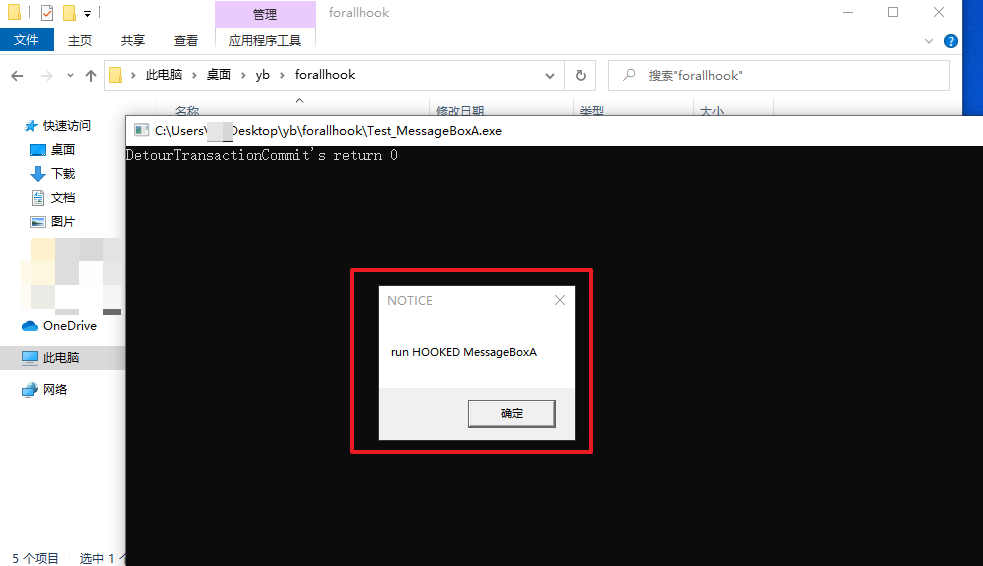 管理
forallhook
文件
主页
共享
查看
应用程序工具
此电脑
桌面
yb
forallhook
搜索"forallhook"
名称
修改日期
类型
大小
快速访问
桌面
下载
文档
图片
OneDrive
此电脑
网络
C:\Users\
Desktop\yb\forallhook\Test_MessageBoxA.exe
DetourTransactionCommit's return 0
NOTICE
run HOOKED MessageBoxA
确定
5 个项目
选中 1